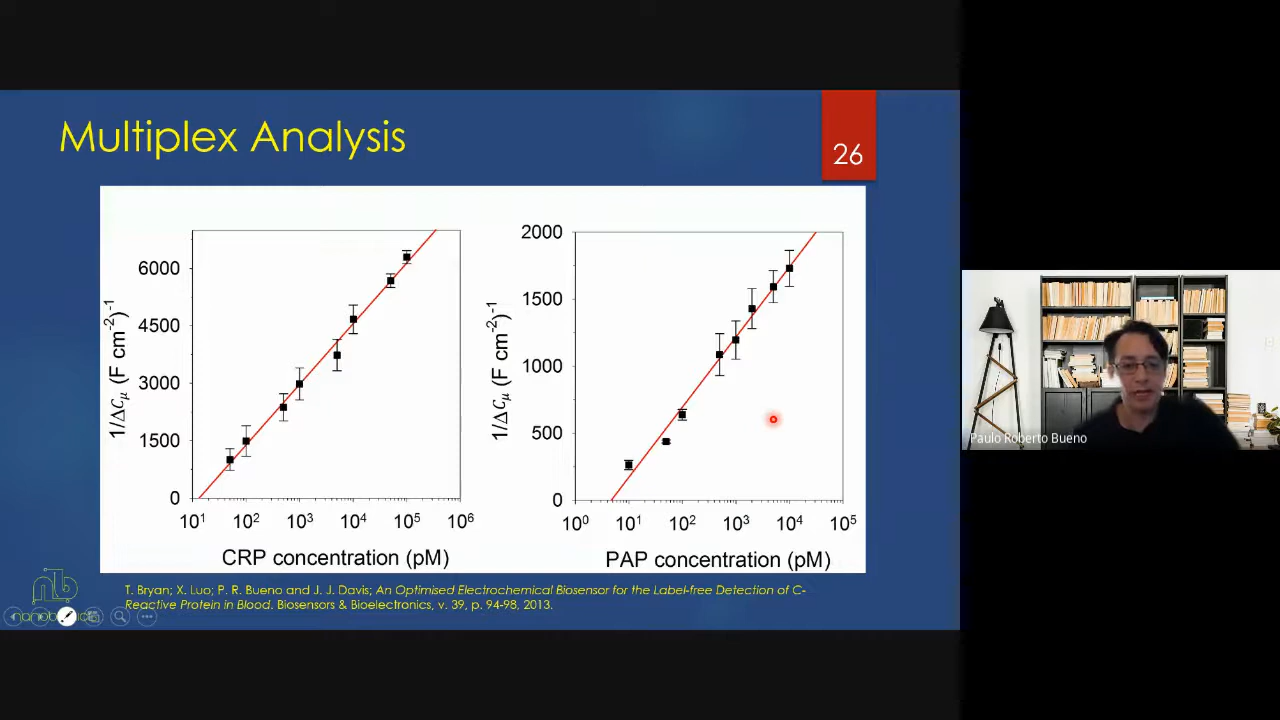 Multiplex Analysis
26
6000
4500
3000
1500
0
1/ΔCμ (F cm⁻²)⁻¹
10¹ 10² 10³ 10⁴ 10⁵ 10⁶
CRP concentration (pM)
2000
1500
1000
500
0
1/ΔCμ (F cm⁻²)⁻¹
10⁰ 10¹ 10² 10³ 10⁴ 10⁵
PAP concentration (pM)
T. Bryan; X. Luo; P. R. Bueno and J. J. Davis; An Optimised Electrochemical Biosensor for the Label-free Detection of C-
Reactive Protein in Blood. Biosensors & Bioelectronics, v. 39, p. 94-98, 2013.
Paulo Roberto Bueno